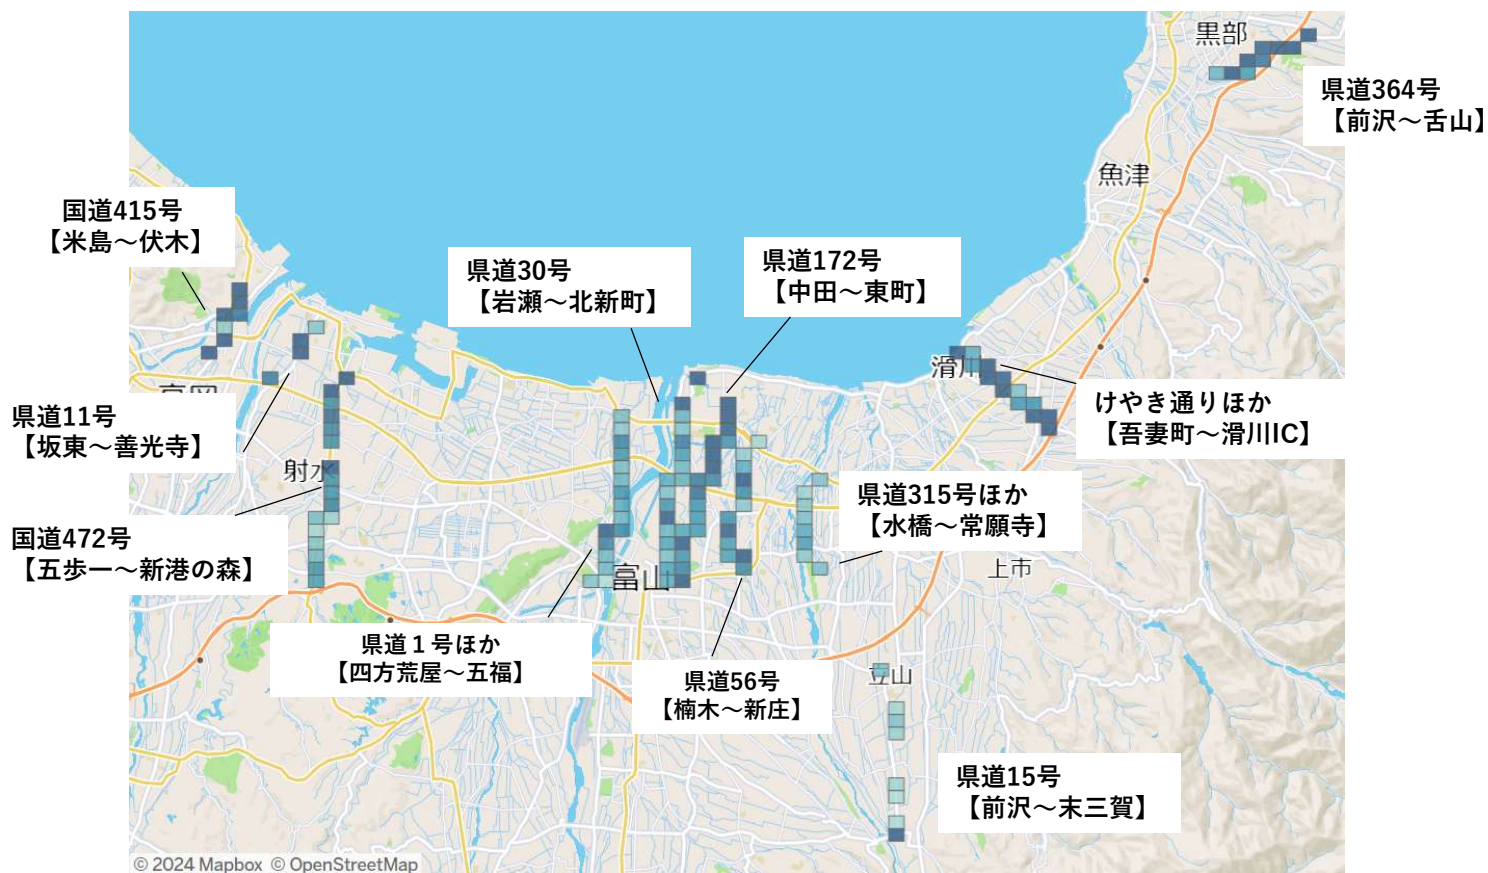 黒部
県道364号
【前沢～舌山】
魚津
国道415号
【米島～伏木】
県道30号
【岩瀬～北新町】
県道172号
【中田～東町】
滑川
けやき通りほか
【吾妻町～滑川IC】
高岡
県道11号
【坂東～善光寺】
射水
県道315号ほか
【水橋～常願寺】
国道472号
【五歩一～新港の森】
富山
上市
県道１号ほか
【四方荒屋～五福】
県道56号
【楠木～新庄】
立山
県道15号
【前沢～末三賀】
© 2024 Mapbox © OpenStreetMap